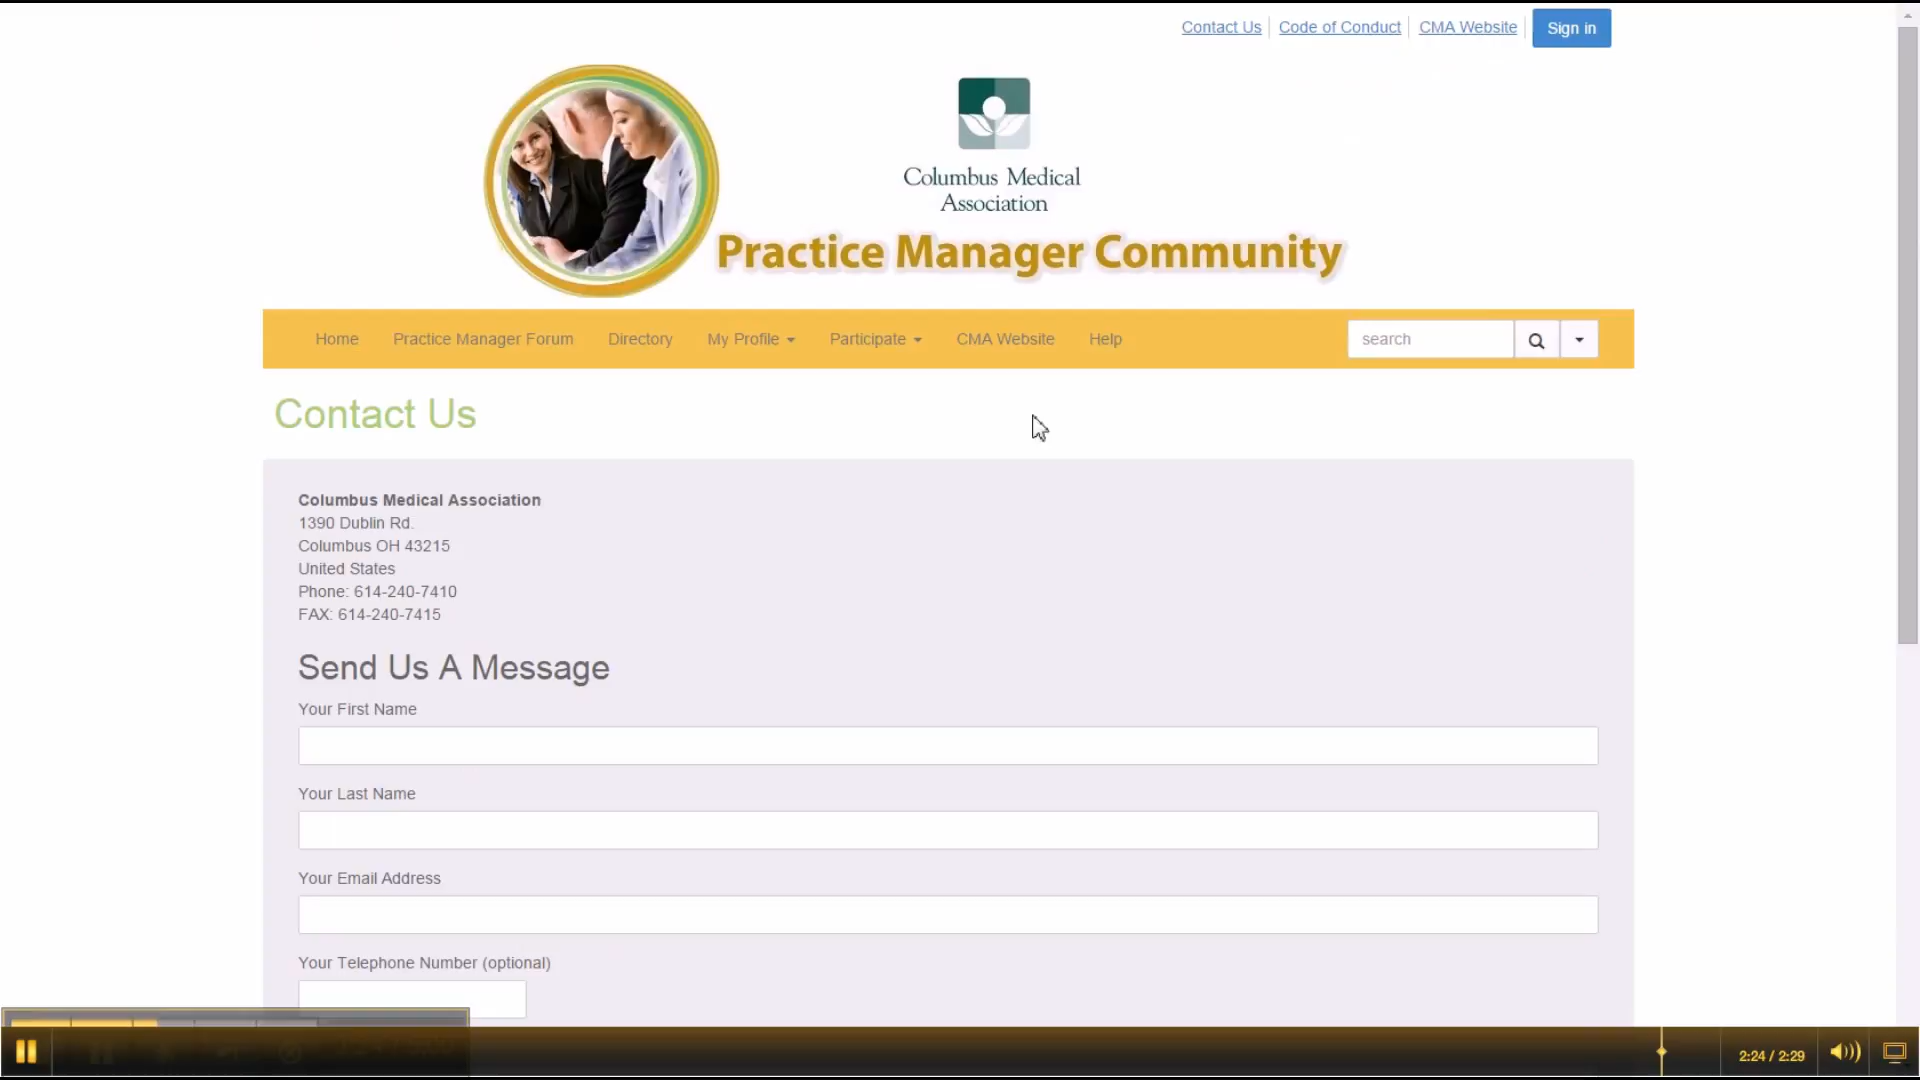 Contact Us
Code of Conduct
CMA Website
Sign in
Columbus Medical
Association
Practice Manager Community
Home
Practice Manager Forum
Directory
My Profile
Participate
CMA Website
Help
search
Contact Us
Columbus Medical Association
1390 Dublin Rd.
Columbus OH 43215
United States
Phone: 614-240-7410
FAX: 614-240-7415
Send Us A Message
Your First Name
Your Last Name
Your Email Address
Your Telephone Number (optional)
2:24 / 2:29